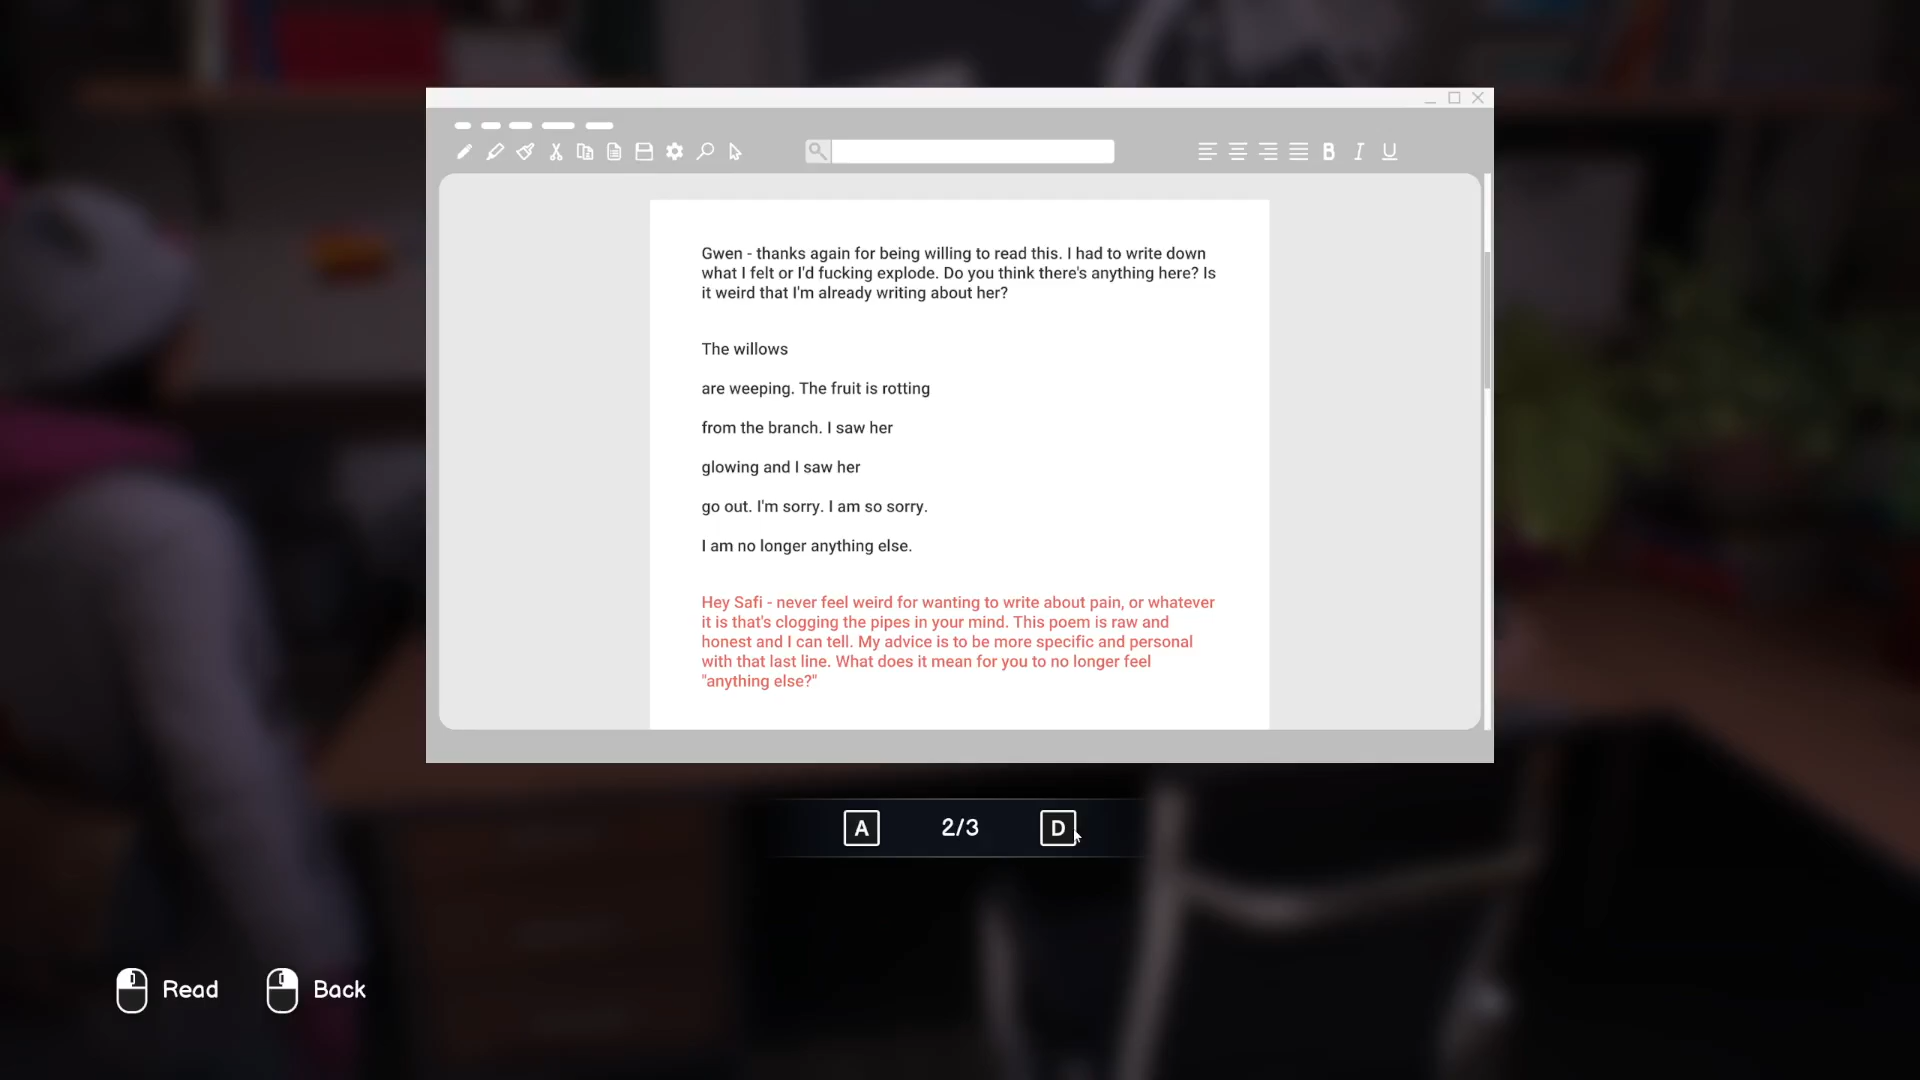 B I U
Gwen - thanks again for being willing to read this. I had to write down
what I felt or I'd fucking explode. Do you think there's anything here? Is
it weird that I'm already writing about her?
The willows
are weeping. The fruit is rotting
from the branch. I saw her
glowing and I saw her
go out. I'm sorry. I am so sorry.
I am no longer anything else.
Hey Safi - never feel weird for wanting to write about pain, or whatever
it is that's clogging the pipes in your mind. This poem is raw and
honest and I can tell. My advice is to be more specific and personal
with that last line. What does it mean for you to no longer feel
"anything else?"
A 2/3 D
Read Back